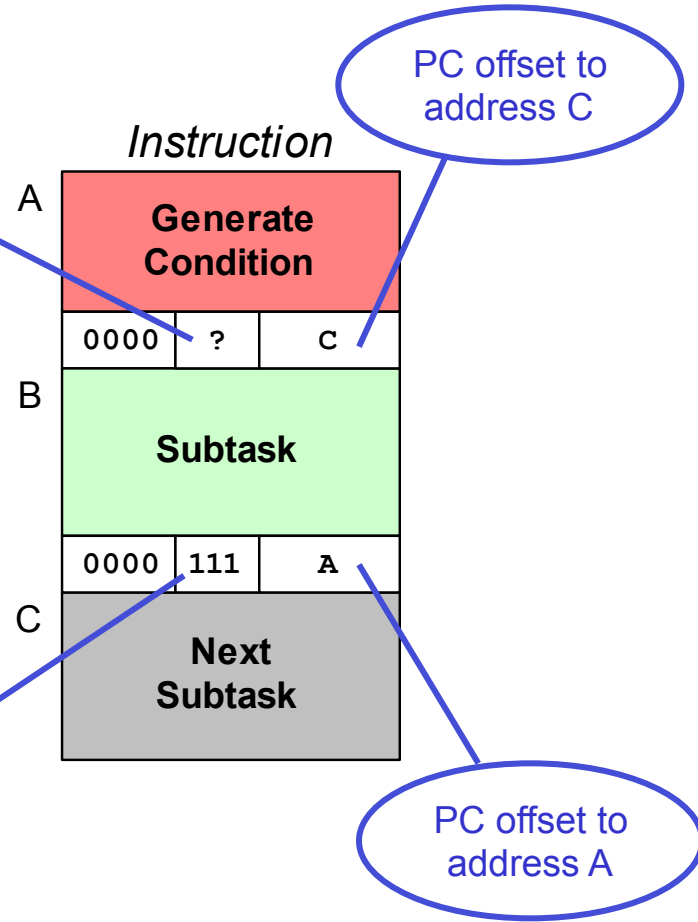 PC offset to
address C
Instruction
A
Generate
Condition
0000 ? C
B
Subtask
0000 111 A
C
Next
Subtask
PC offset to
address A